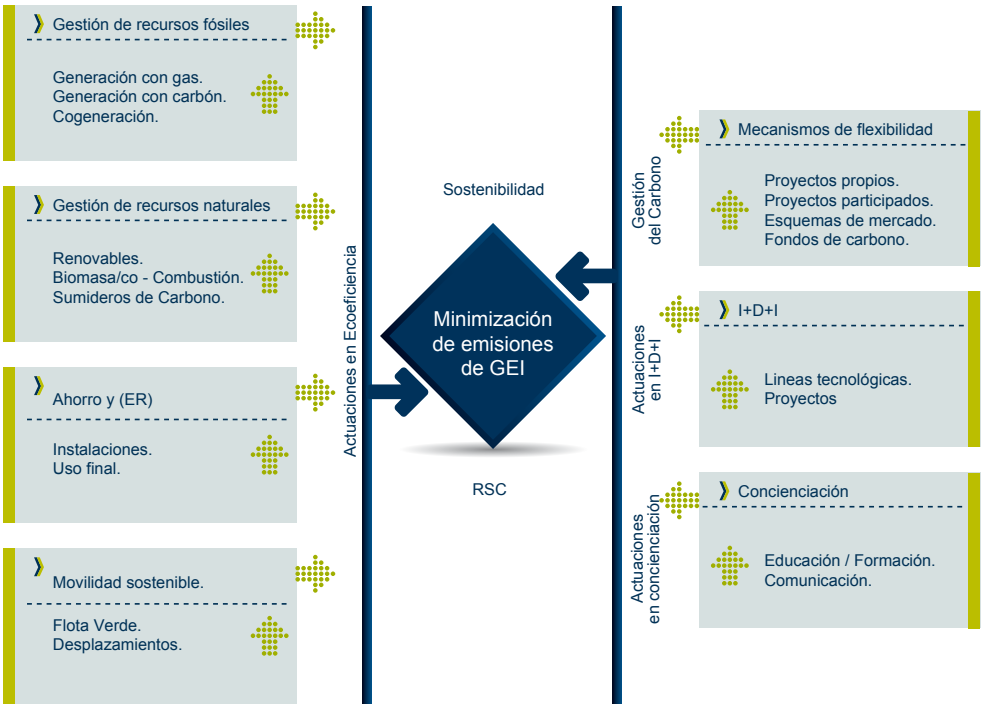 Gestión de recursos fósiles
Generación con gas.
Generación con carbón.
Cogeneración.
Gestión de recursos naturales
Renovables.
Biomasa/co - Combustión.
Sumideros de Carbono.
Ahorro y (ER)
Instalaciones.
Uso final.
Movilidad sostenible.
Flota Verde.
Desplazamientos.
Actuaciones en Ecoeficiencia
Sostenibilidad
Minimización
de emisiones
de GEI
RSC
Gestión
del Carbono
Actuaciones
en I+D+I
Actuaciones
en concienciación
Mecanismos de flexibilidad
Proyectos propios.
Proyectos participados.
Esquemas de mercado.
Fondos de carbono.
I+D+I
Lineas tecnológicas.
Proyectos
Concienciación
Educación / Formación.
Comunicación.